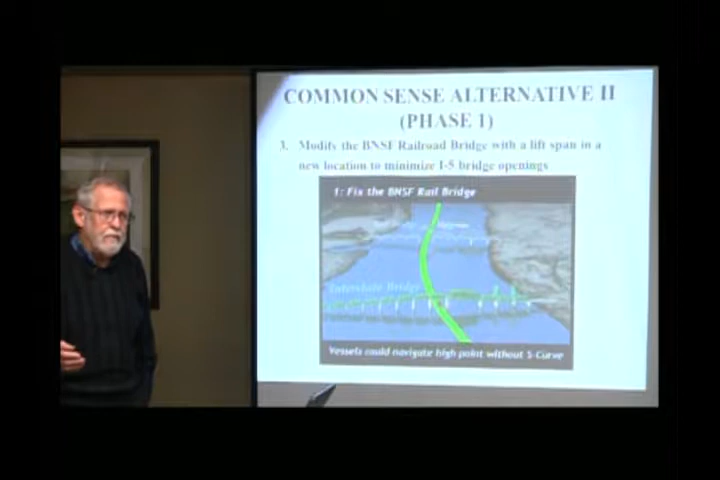 COMMON SENSE ALTERNATIVE II
(PHASE 1)
3. Modify the BNSF Railroad Bridge with a lift span in a
new location to minimize I-5 bridge openings
1: Fix the BNSF Rail Bridge
Interstate Bridge
Vessels could navigate high point without S-Curve